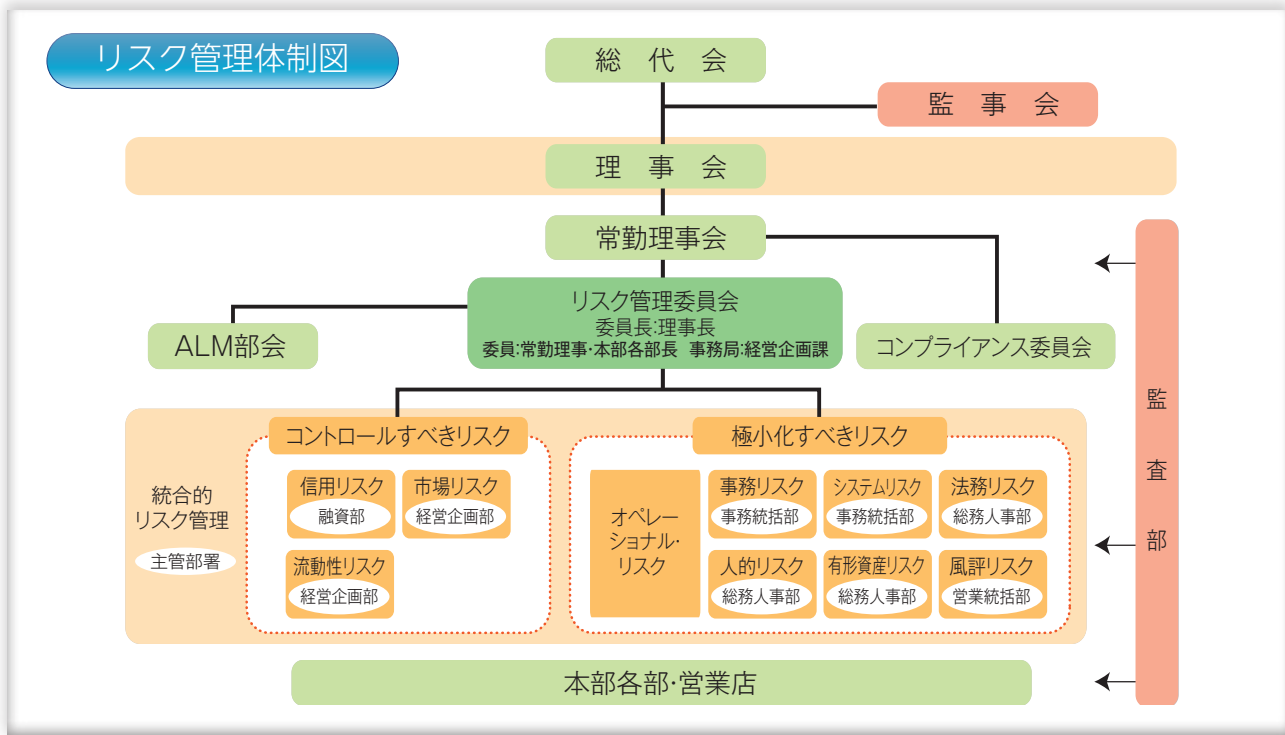 リスク管理体制図
総代会
監事会
理事会
常勤理事会
リスク管理委員会
委員長:理事長
委員:常勤理事・本部各部長 事務局:経営企画課
ALM部会
コンプライアンス委員会
コントロールすべきリスク
極小化すべきリスク
統合的
リスク管理
主管部署
信用リスク
融資部
市場リスク
経営企画部
流動性リスク
経営企画部
オペレー
ショナル・
リスク
事務リスク
事務統括部
システムリスク
事務統括部
法務リスク
総務人事部
人的リスク
総務人事部
有形資産リスク
総務人事部
風評リスク
営業統括部
本部各部・営業店
監査部